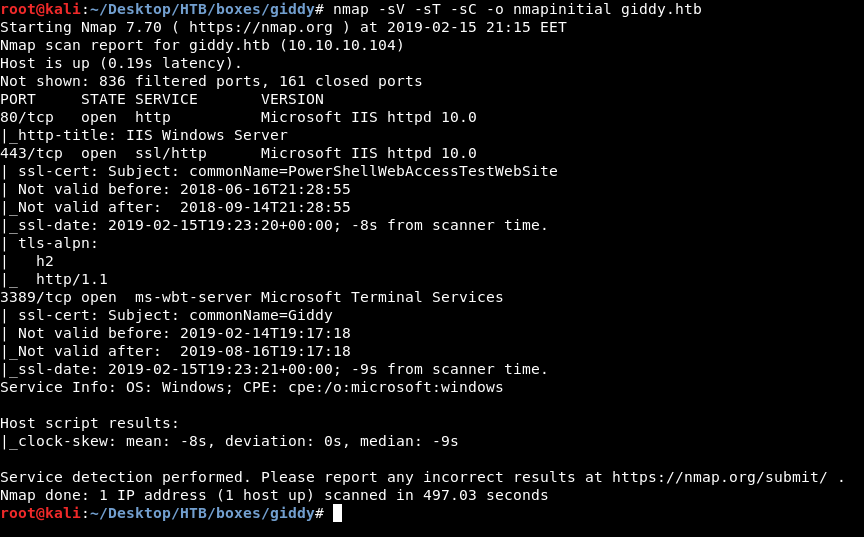 root@kali:~/Desktop/HTB/boxes/giddy# nmap -sV -sT -sC -o nmapinitial giddy.htb
Starting Nmap 7.70 ( https://nmap.org ) at 2019-02-15 21:15 EET
Nmap scan report for giddy.htb (10.10.10.104)
Host is up (0.19s latency).
Not shown: 836 filtered ports, 161 closed ports
PORT     STATE SERVICE       VERSION
80/tcp   open  http          Microsoft IIS httpd 10.0
|_http-title: IIS Windows Server
443/tcp  open  ssl/http      Microsoft IIS httpd 10.0
| ssl-cert: Subject: commonName=PowerShellWebAccessTestWebSite
| Not valid before: 2018-06-16T21:28:55
|_Not valid after:  2018-09-14T21:28:55
|_ssl-date: 2019-02-15T19:23:20+00:00; -8s from scanner time.
| tls-alpn:
|   h2
|_  http/1.1
3389/tcp open  ms-wbt-server Microsoft Terminal Services
| ssl-cert: Subject: commonName=Giddy
| Not valid before: 2019-02-14T19:17:18
|_Not valid after:  2019-08-16T19:17:18
|_ssl-date: 2019-02-15T19:23:21+00:00; -9s from scanner time.
Service Info: OS: Windows; CPE: cpe:/o:microsoft:windows

Host script results:
|_clock-skew: mean: -8s, deviation: 0s, median: -9s

Service detection performed. Please report any incorrect results at https://nmap.org/submit/ .
Nmap done: 1 IP address (1 host up) scanned in 497.03 seconds
root@kali:~/Desktop/HTB/boxes/giddy#